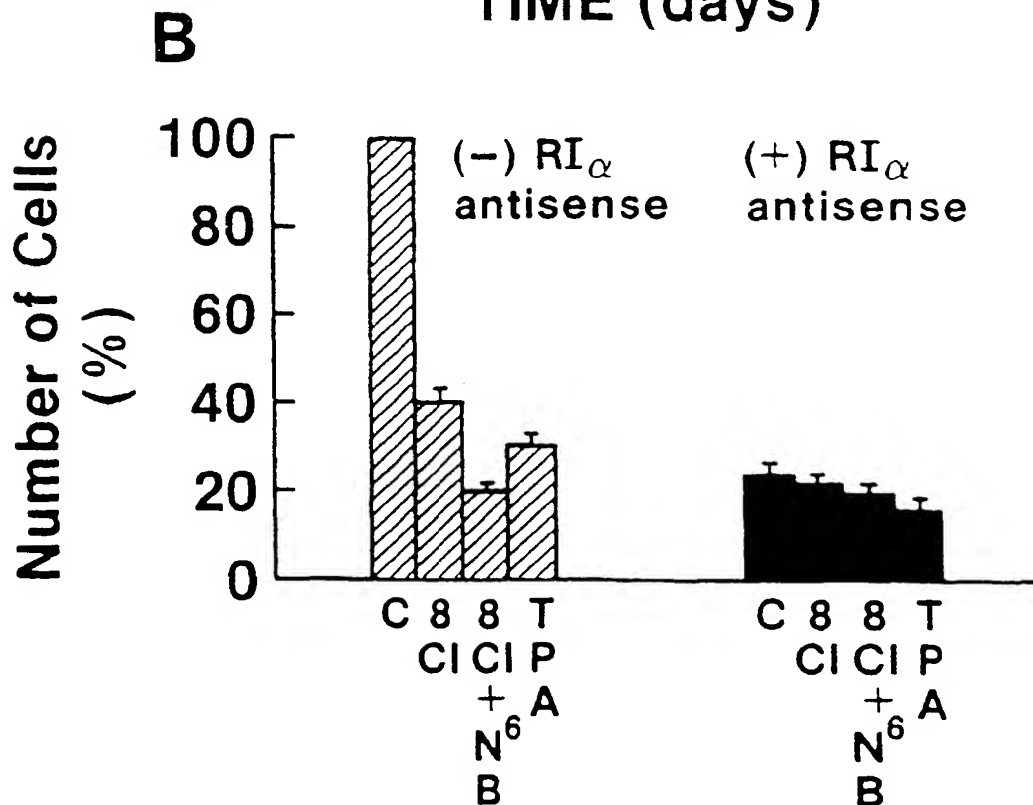 TIME (days)
B
Number of Cells
(%)
100
80
60
40
20
0
(−) RIα
antisense
(+) RIα
antisense
C 8 8 T
Cl Cl P
+ A
N⁶
B
C 8 8 T
Cl Cl P
+ A
N⁶
B